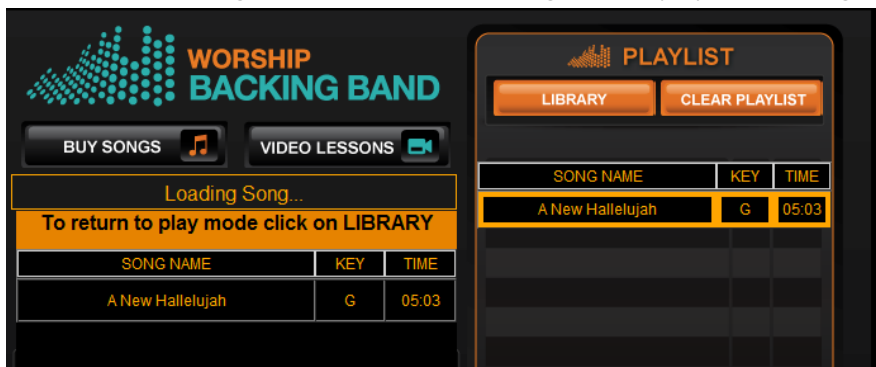 WORSHIP
BACKING BAND
BUY SONGS
VIDEO LESSONS
Loading Song...
To return to play mode click on LIBRARY
SONG NAME KEY TIME
A New Hallelujah G 05:03
PLAYLIST
LIBRARY CLEAR PLAYLIST
SONG NAME KEY TIME
A New Hallelujah G 05:03